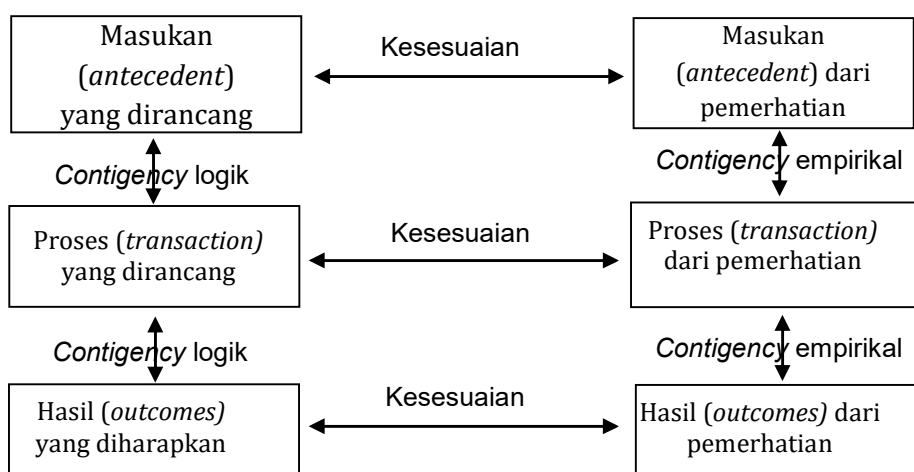 Masukan
(antecedent)
yang dirancang
Kesesuaian
Masukan
(antecedent) dari
pemerhatian
Contigency logik
Contigency empirikal
Proses (transaction)
yang dirancang
Kesesuaian
Proses (transaction)
dari pemerhatian
Contigency logik
Contigency empirikal
Hasil (outcomes)
yang diharapkan
Kesesuaian
Hasil (outcomes) dari
pemerhatian